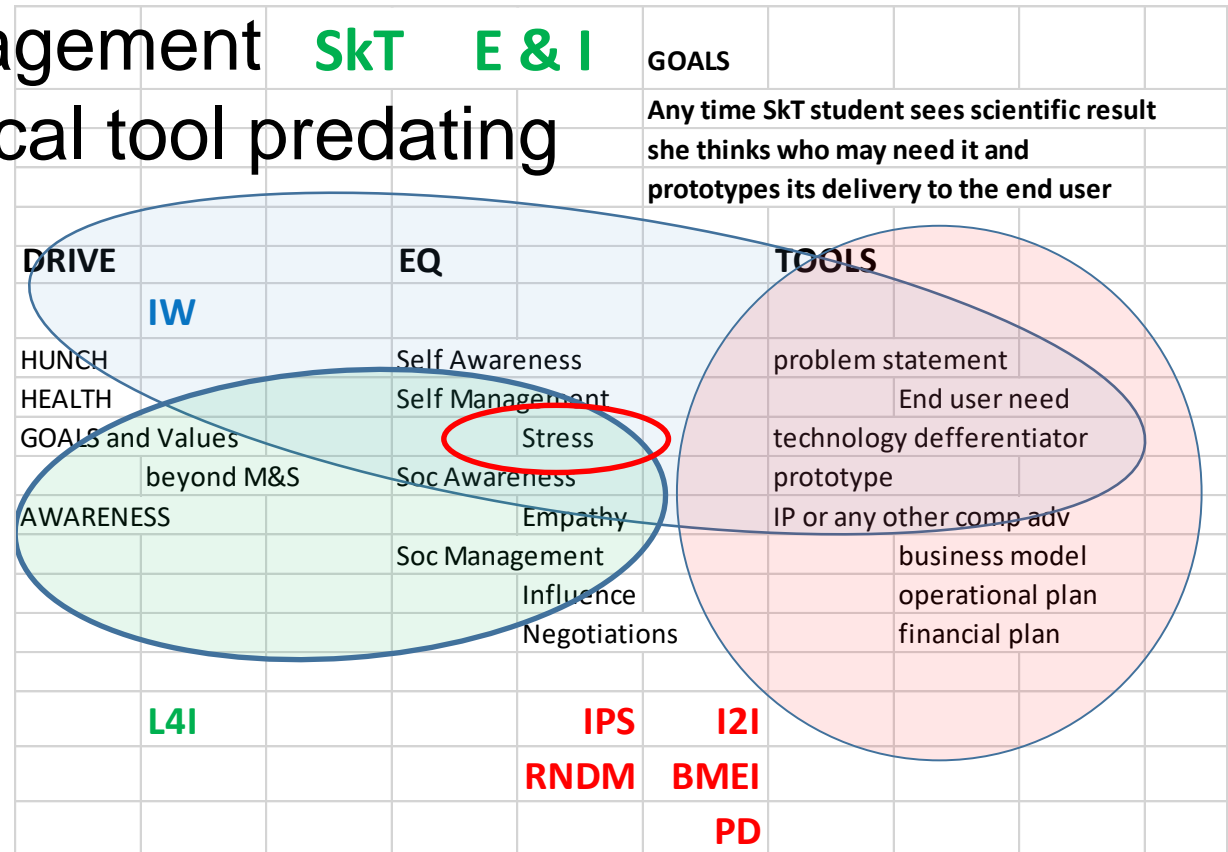 agement SkT E & I GOALS
cal tool predating
Any time SkT student sees scientific result
she thinks who may need it and
prototypes its delivery to the end user
DRIVE EQ TOOLS
IW
HUNCH Self Awareness problem statement
HEALTH Self Management End user need
GOALS and Values Stress technology defferentiator
beyond M&S Soc Awareness prototype
AWARENESS Empathy IP or any other comp adv
Soc Management business model
Influence operational plan
Negotiations financial plan
L4I IPS I2I
RNDM BMEI
PD